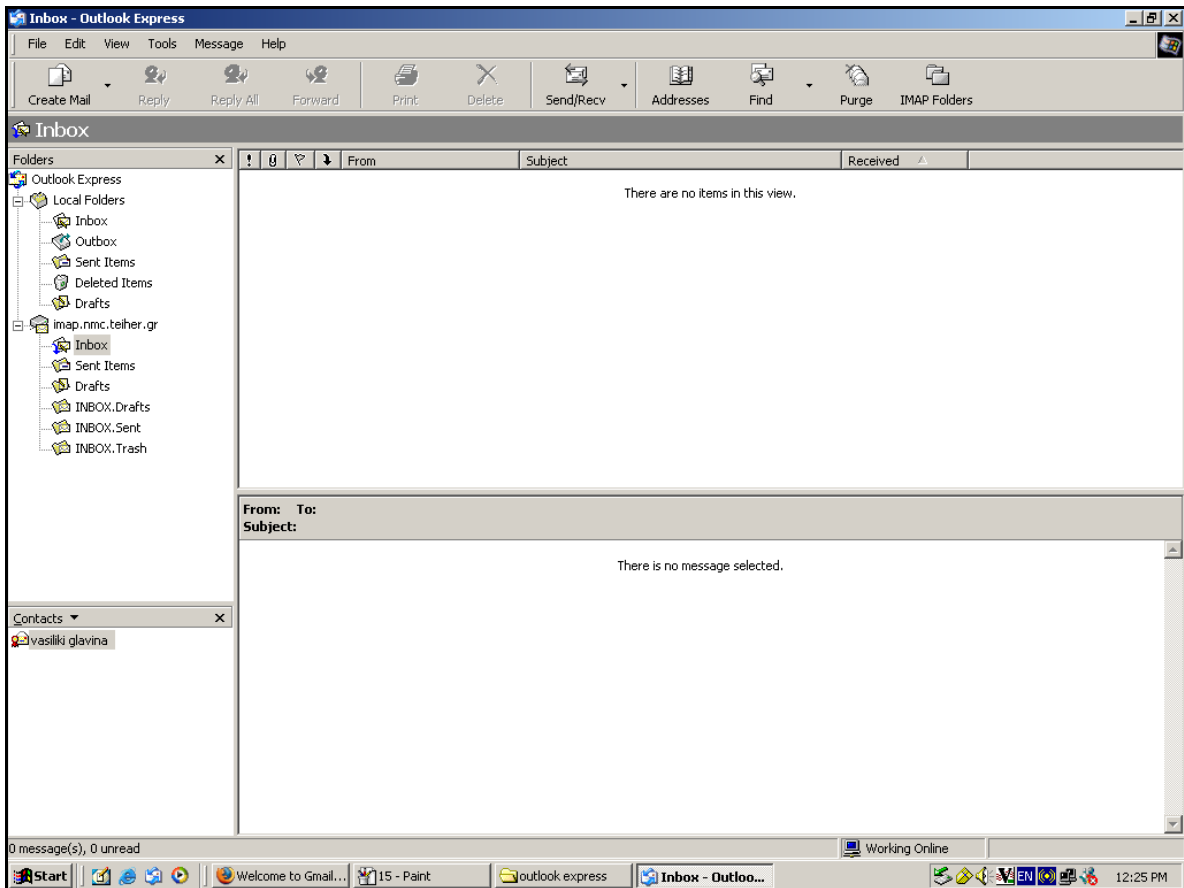 Inbox - Outlook Express
File Edit View Tools Message Help
Create Mail Reply Reply All Forward Print Delete Send/Recv Addresses Find Purge IMAP Folders
Inbox
Folders
Outlook Express
Local Folders
Inbox
Outbox
Sent Items
Deleted Items
Drafts
imap.nmc.teiher.gr
Inbox
Sent Items
Drafts
INBOX.Drafts
INBOX.Sent
INBOX.Trash
Contacts
vasiliki glavina
! From Subject Received
There are no items in this view.
From: To:
Subject:
There is no message selected.
0 message(s), 0 unread Working Online
Start Welcome to Gmail... 15 - Paint outlook express Inbox - Outloo... EN 12:25 PM